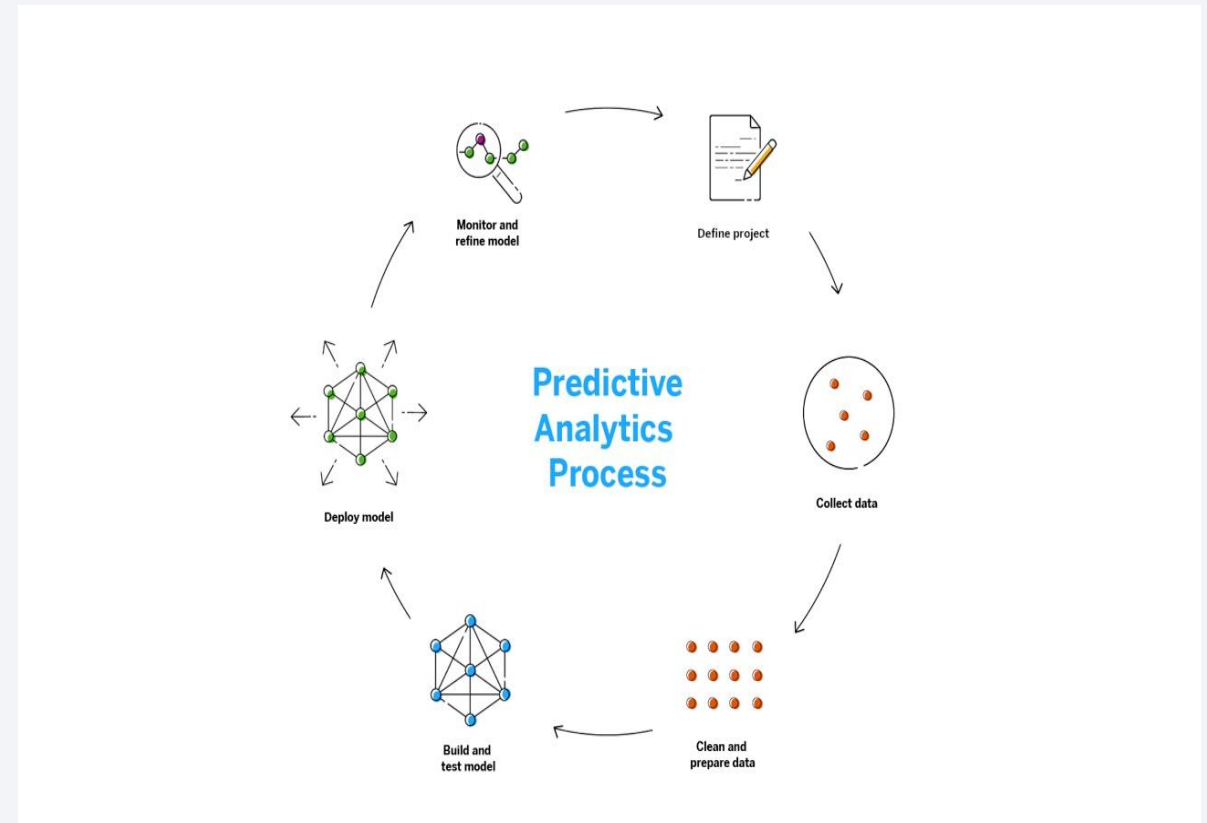 Monitor and
refine model
Define project
Predictive
Analytics
Process
Collect data
Deploy model
Build and
test model
Clean and
prepare data